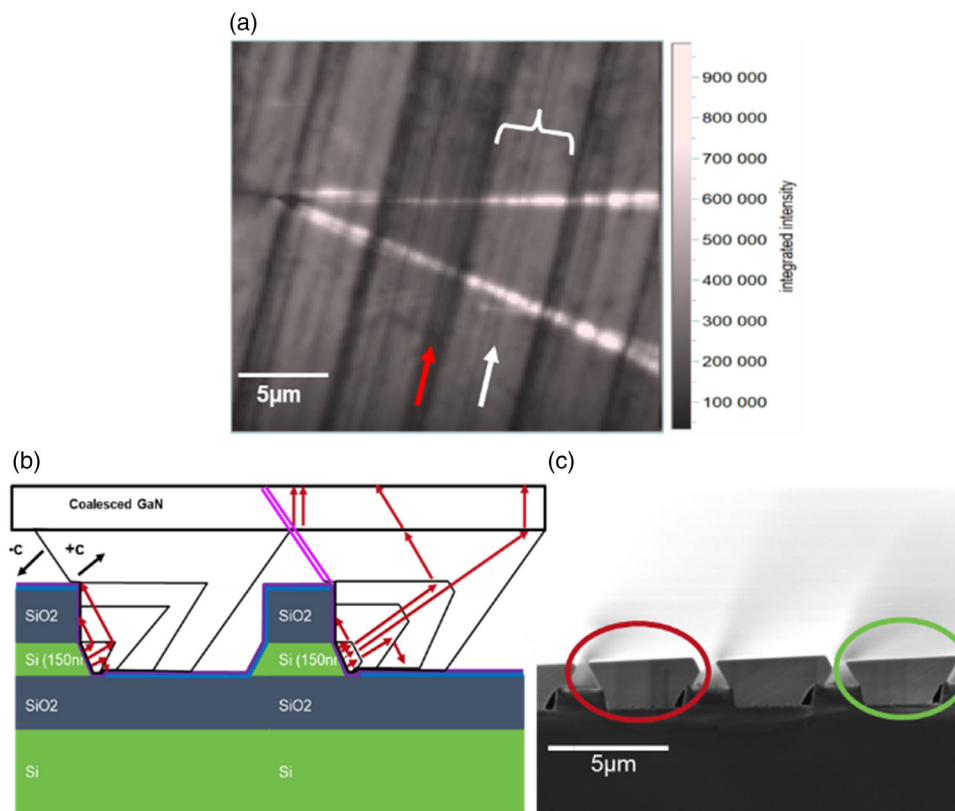 (a)
900 000
800 000
700 000
600 000
500 000
400 000
300 000
200 000
100 000
integrated intensity
5μm
(b)
Coalesced GaN
-c
+c
SiO2
SiO2
Si (150nm
Si (150nm
SiO2
SiO2
Si
Si
(c)
5μm